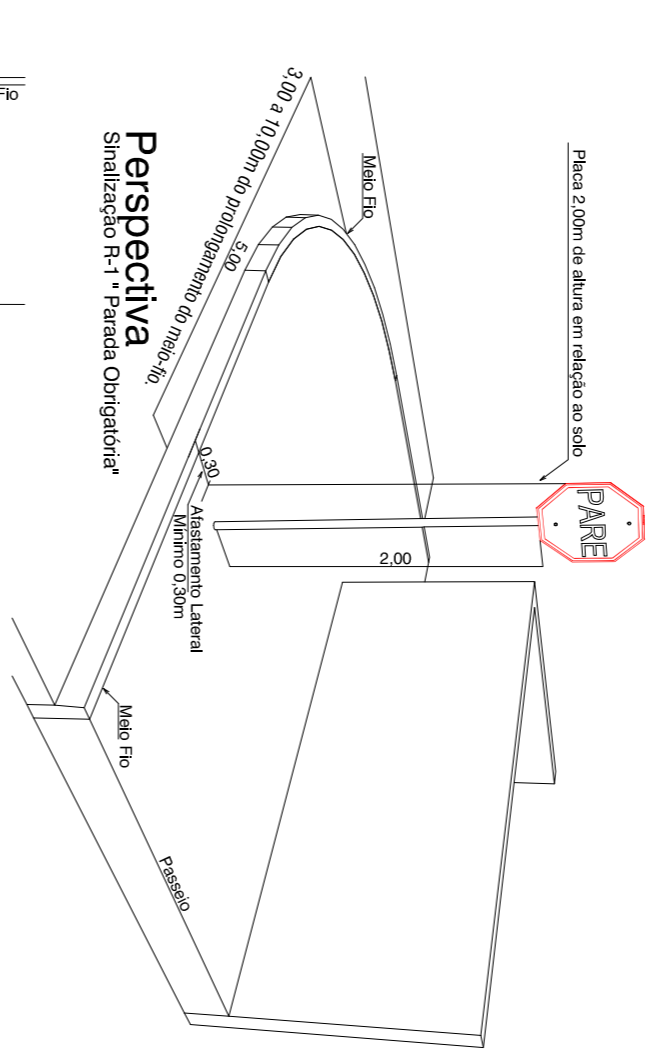 Placa 2,00m de altura em relação ao solo
PARE
Meio Fio
2,00
3,00 a 10,00m do prolongamento do meio-fio.
5,00
0,30
Afastamento Lateral
Mínimo 0,30m
Meio Fio
Passeio
Perspectiva
Sinalização R-1 " Parada Obrigatória"
Fio